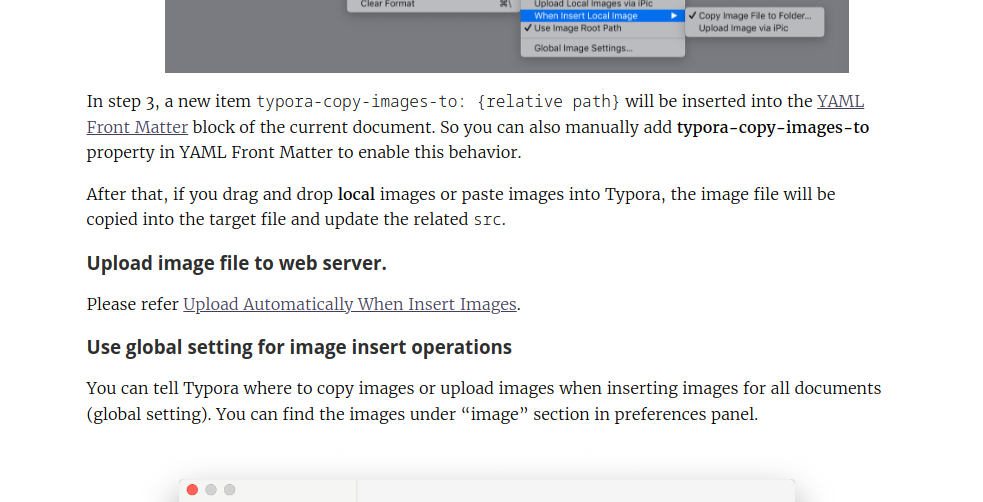 Clear Format ⌘\ Upload Local Images via iPic
When Insert Local Image ▶ ✓ Copy Image File to Folder...
✓ Use Image Root Path Upload Image via iPic
Global Image Settings...
In step 3, a new item typora-copy-images-to: {relative path} will be inserted into the YAML
Front Matter block of the current document. So you can also manually add typora-copy-images-to
property in YAML Front Matter to enable this behavior.
After that, if you drag and drop local images or paste images into Typora, the image file will be
copied into the target file and update the related src.
Upload image file to web server.
Please refer Upload Automatically When Insert Images.
Use global setting for image insert operations
You can tell Typora where to copy images or upload images when inserting images for all documents
(global setting). You can find the images under “image” section in preferences panel.